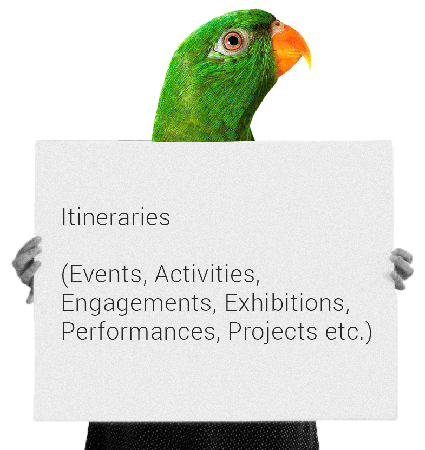 Itineraries
(Events, Activities,
Engagements, Exhibitions,
Performances, Projects etc.)